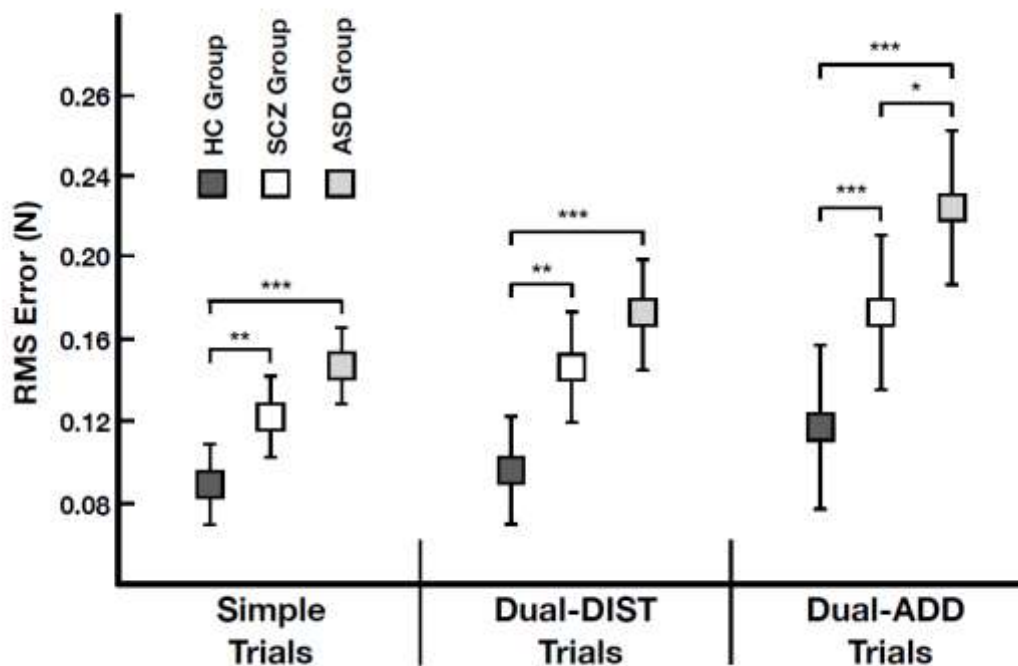 HC Group
SCZ Group
ASD Group
RMS Error (N)
0.26
0.24
0.20
0.16
0.12
0.08
**
***
**
***
***
*
***
Simple
Trials
Dual-DIST
Trials
Dual-ADD
Trials